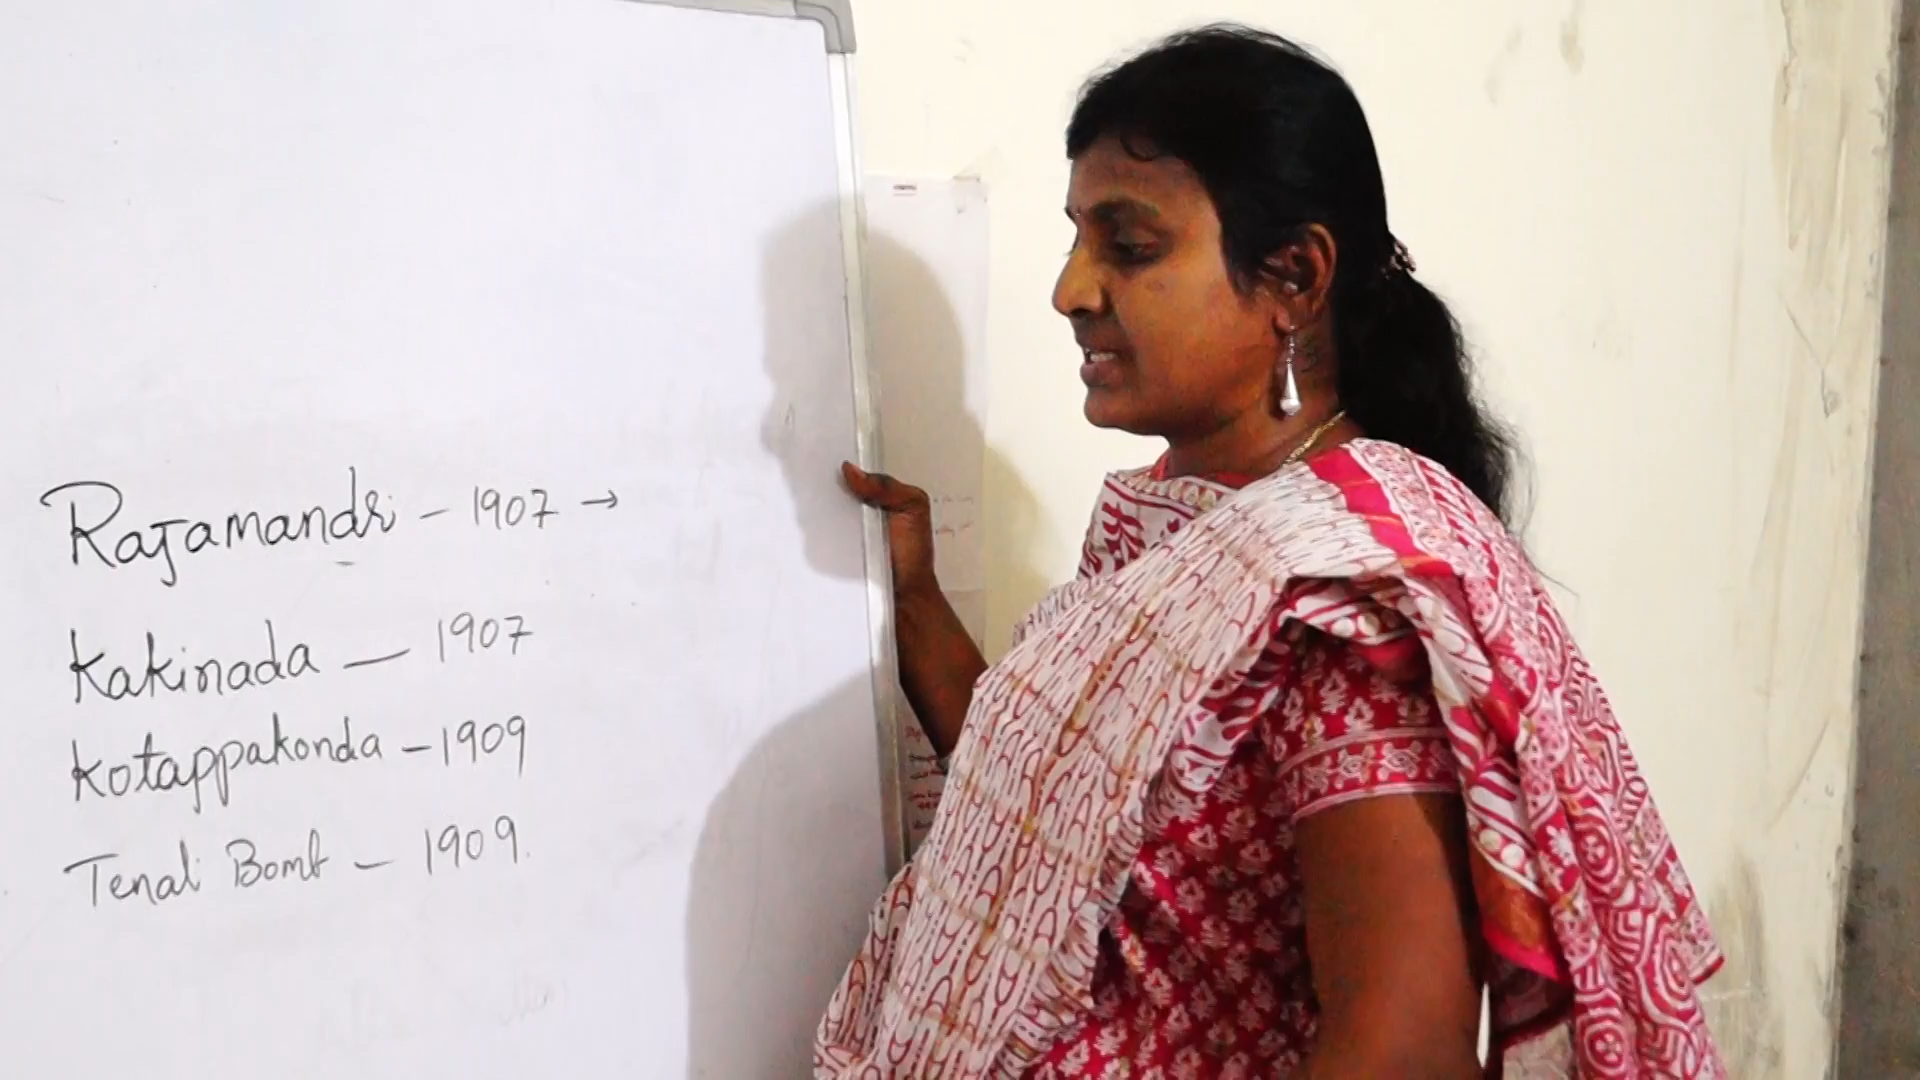 Rajamandri - 1907 →
Kakinada - 1907
Kotappakonda - 1909
Tenali Bomb - 1909.